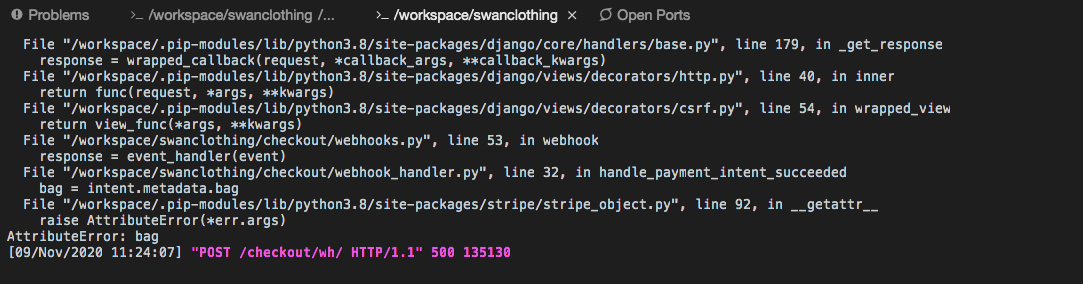 Problems >_ /workspace/swanclothing /... >_ /workspace/swanclothing × Open Ports
File "/workspace/.pip-modules/lib/python3.8/site-packages/django/core/handlers/base.py", line 179, in _get_response
response = wrapped_callback(request, *callback_args, **callback_kwargs)
File "/workspace/.pip-modules/lib/python3.8/site-packages/django/views/decorators/http.py", line 40, in inner
return func(request, *args, **kwargs)
File "/workspace/.pip-modules/lib/python3.8/site-packages/django/views/decorators/csrf.py", line 54, in wrapped_view
return view_func(*args, **kwargs)
File "/workspace/swanclothing/checkout/webhooks.py", line 53, in webhook
response = event_handler(event)
File "/workspace/swanclothing/checkout/webhook_handler.py", line 32, in handle_payment_intent_succeeded
bag = intent.metadata.bag
File "/workspace/.pip-modules/lib/python3.8/site-packages/stripe/stripe_object.py", line 92, in __getattr__
raise AttributeError(*err.args)
AttributeError: bag
[09/Nov/2020 11:24:07] "POST /checkout/wh/ HTTP/1.1" 500 135130